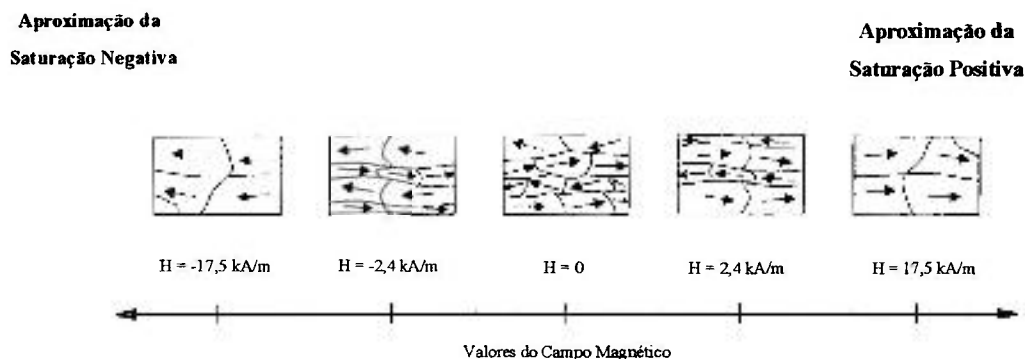 Aproximação da
Saturação Negativa
Aproximação da
Saturação Positiva
H = -17,5 kA/m
H = -2,4 kA/m
H = 0
H = 2,4 kA/m
H = 17,5 kA/m
Valores do Campo Magnético